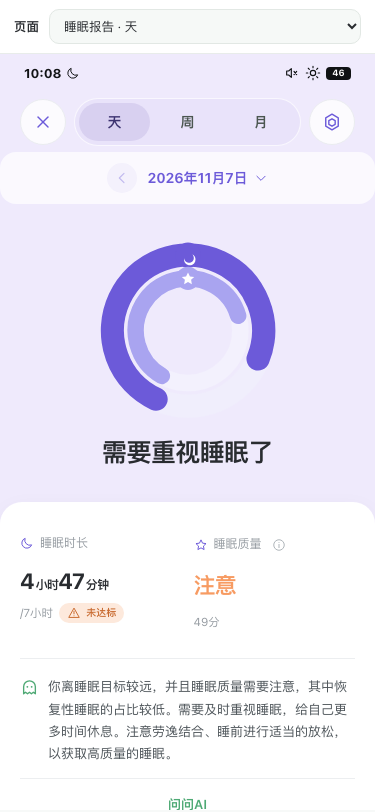 页面 睡眠报告 · 天
10:08 46
天 周 月
2026年11月7日
需要重视睡眠了
睡眠时长 睡眠质量
4小时47分钟 注意
/7小时 未达标 49分
你离睡眠目标较远，并且睡眠质量需要注意，其中恢
复性睡眠的占比较低。需要及时重视睡眠，给自己更
多时间休息。注意劳逸结合、睡前进行适当的放松，
以获取高质量的睡眠。
问问AI